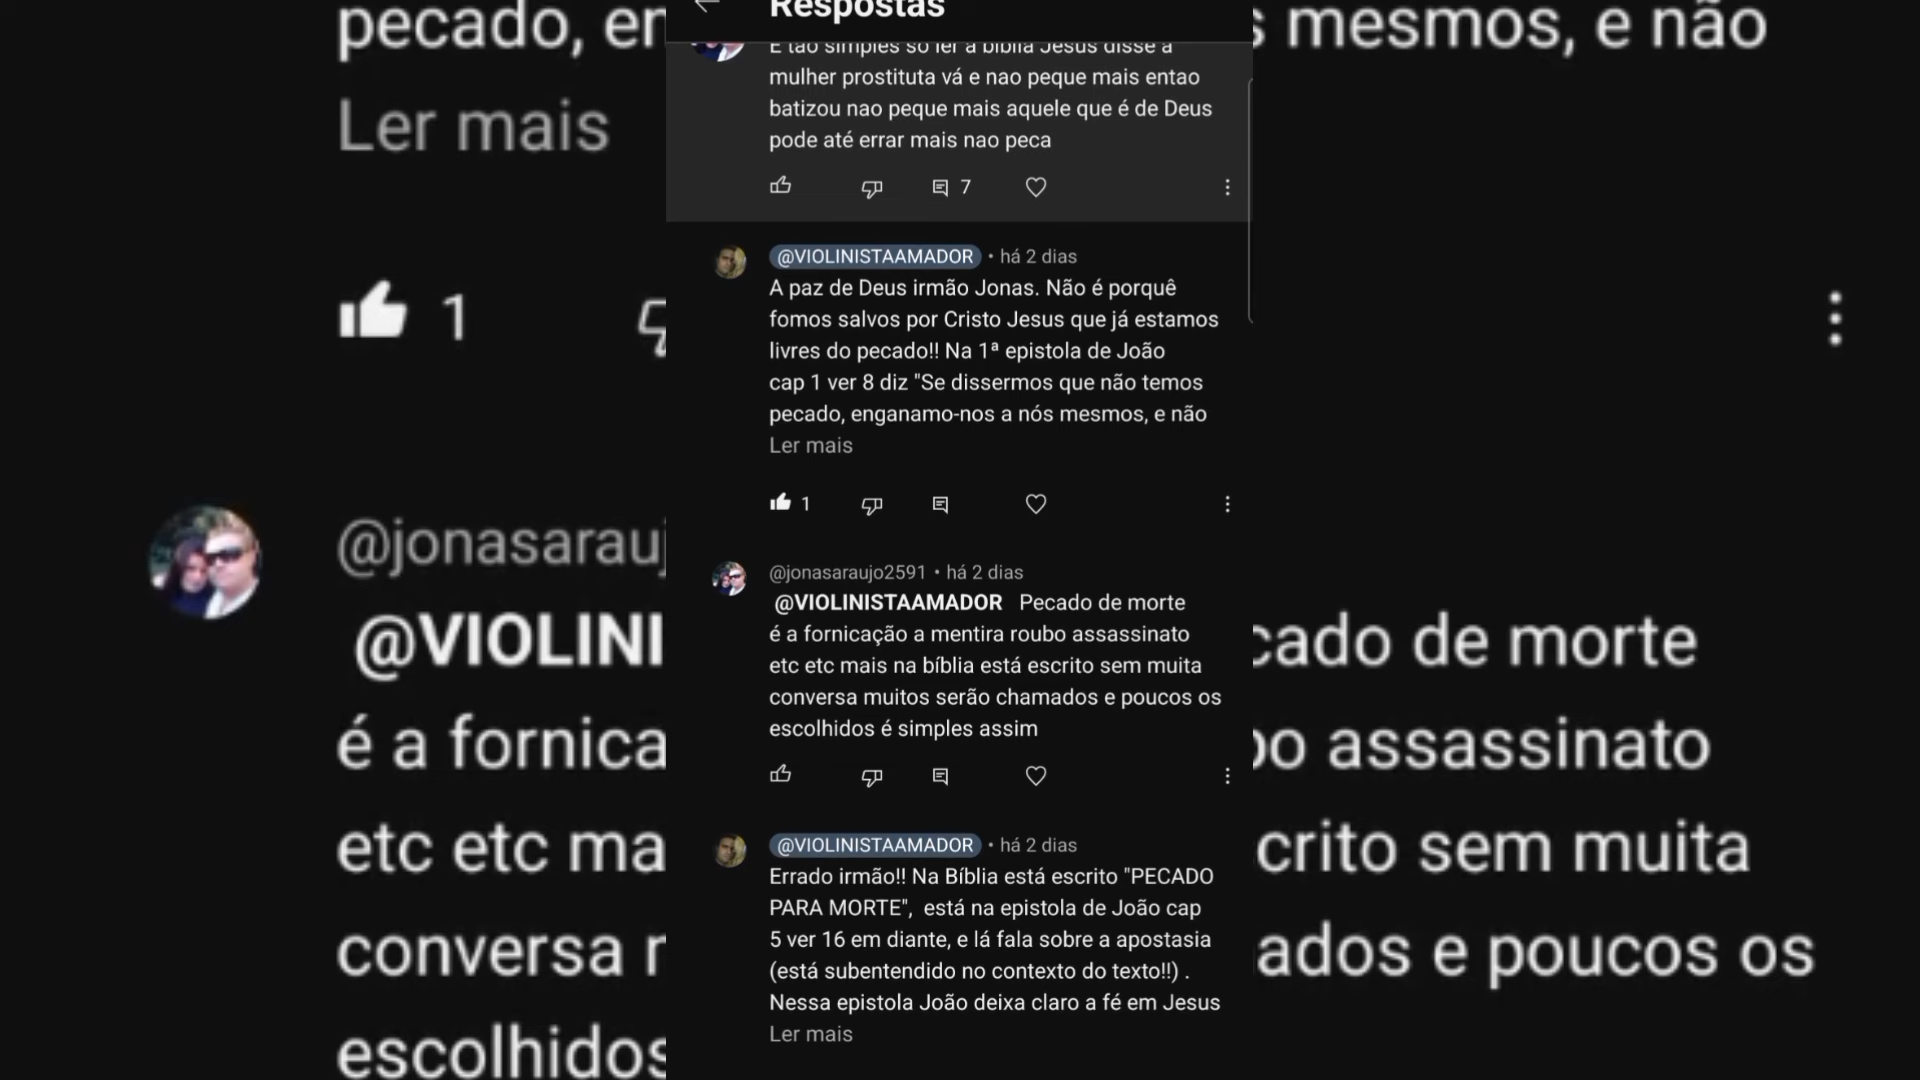 Respostas
É tao simples só ler a bíblia Jesus disse a
mulher prostituta vá e nao peque mais entao
batizou nao peque mais aquele que é de Deus
pode até errar mais nao peca
7
@VIOLINISTAAMADOR • há 2 dias
A paz de Deus irmão Jonas. Não é porquê
fomos salvos por Cristo Jesus que já estamos
livres do pecado!! Na 1ª epistola de João
cap 1 ver 8 diz "Se dissermos que não temos
pecado, enganamo-nos a nós mesmos, e não
Ler mais
1
@jonasaraujo2591 • há 2 dias
@VIOLINISTAAMADOR Pecado de morte
é a fornicação a mentira roubo assassinato
etc etc mais na bíblia está escrito sem muita
conversa muitos serão chamados e poucos os
escolhidos é simples assim
@VIOLINISTAAMADOR • há 2 dias
Errado irmão!! Na Bíblia está escrito "PECADO
PARA MORTE", está na epistola de João cap
5 ver 16 em diante, e lá fala sobre a apostasia
(está subentendido no contexto do texto!!) .
Nessa epistola João deixa claro a fé em Jesus
Ler mais
pecado, en
Ler mais
1
@jonasarauj
@VIOLINI
é a fornica
etc etc ma
conversa r
escolhidos
s mesmos, e não
cado de morte
bo assassinato
crito sem muita
ados e poucos os